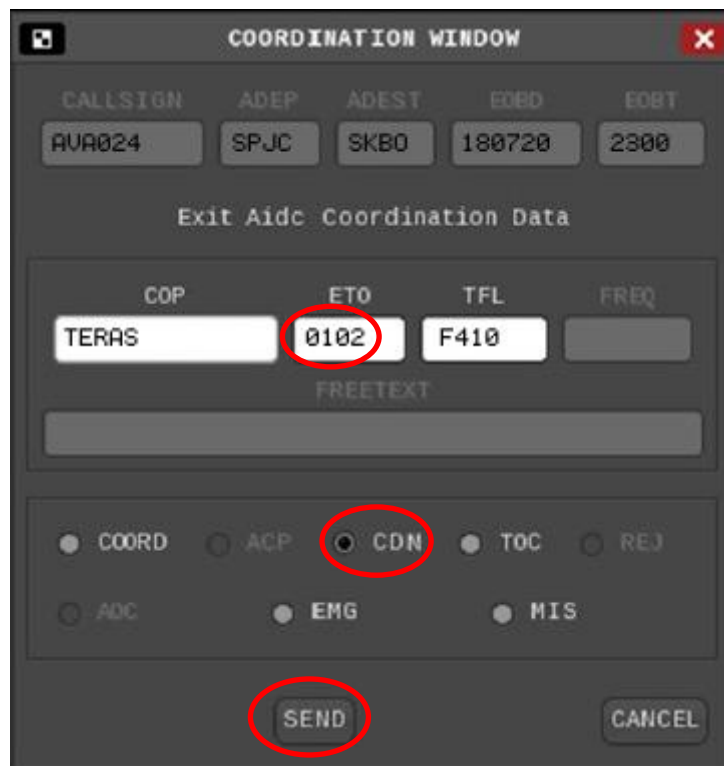 COORDINATION WINDOW
CALLSIGN ADEP ADEST EOBD EOBT
AVA024 SPJC SKBO 180720 2300
Exit Aidc Coordination Data
COP ETO TFL FREQ
TERAS 0102 F410
FREETEXT
COORD ACP CDN TOC REJ
AOC EMG MIS
SEND CANCEL